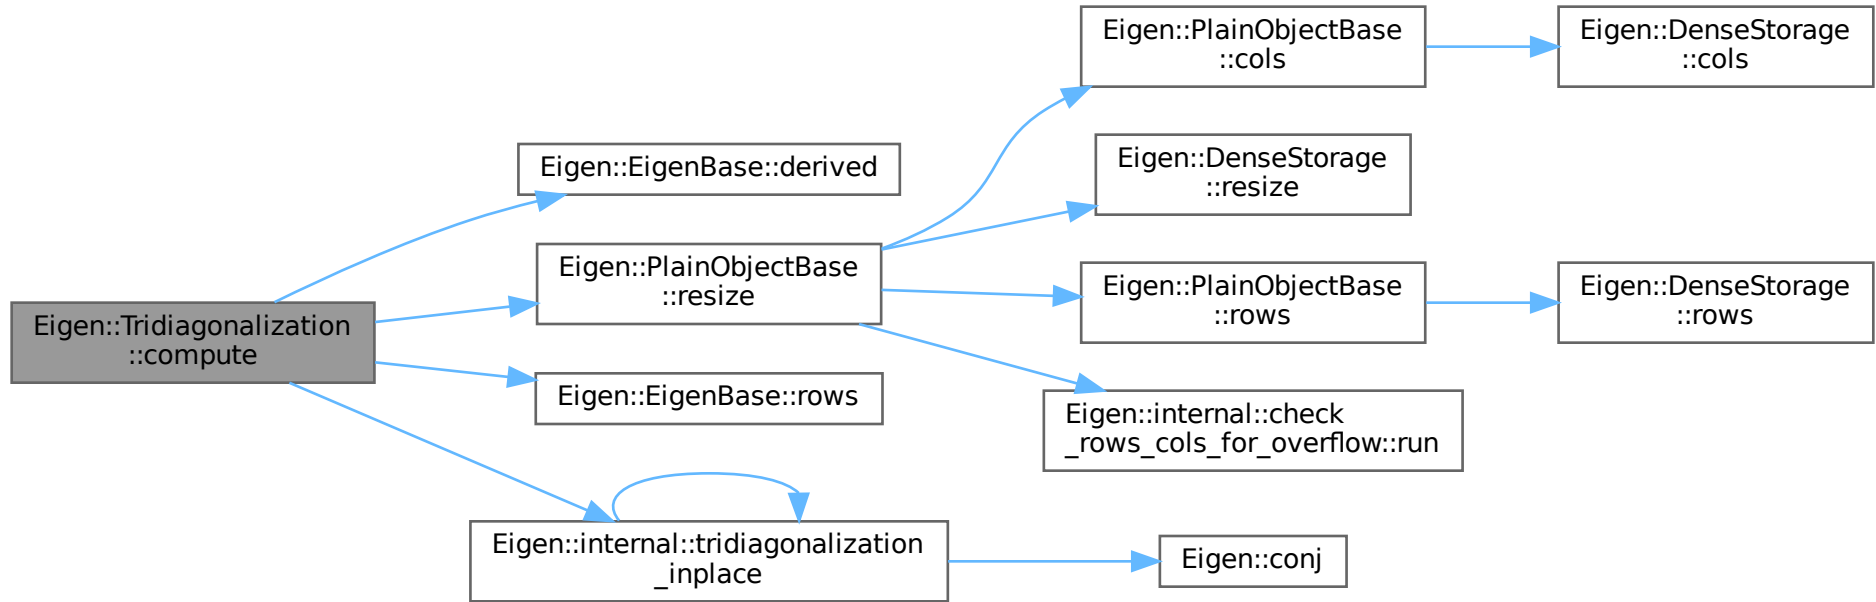 Eigen::Tridiagonalization
::compute
Eigen::EigenBase::derived
Eigen::PlainObjectBase
::resize
Eigen::EigenBase::rows
Eigen::internal::tridiagonalization
_inplace
Eigen::PlainObjectBase
::cols
Eigen::DenseStorage
::resize
Eigen::PlainObjectBase
::rows
Eigen::internal::check
_rows_cols_for_overflow::run
Eigen::conj
Eigen::DenseStorage
::cols
Eigen::DenseStorage
::rows